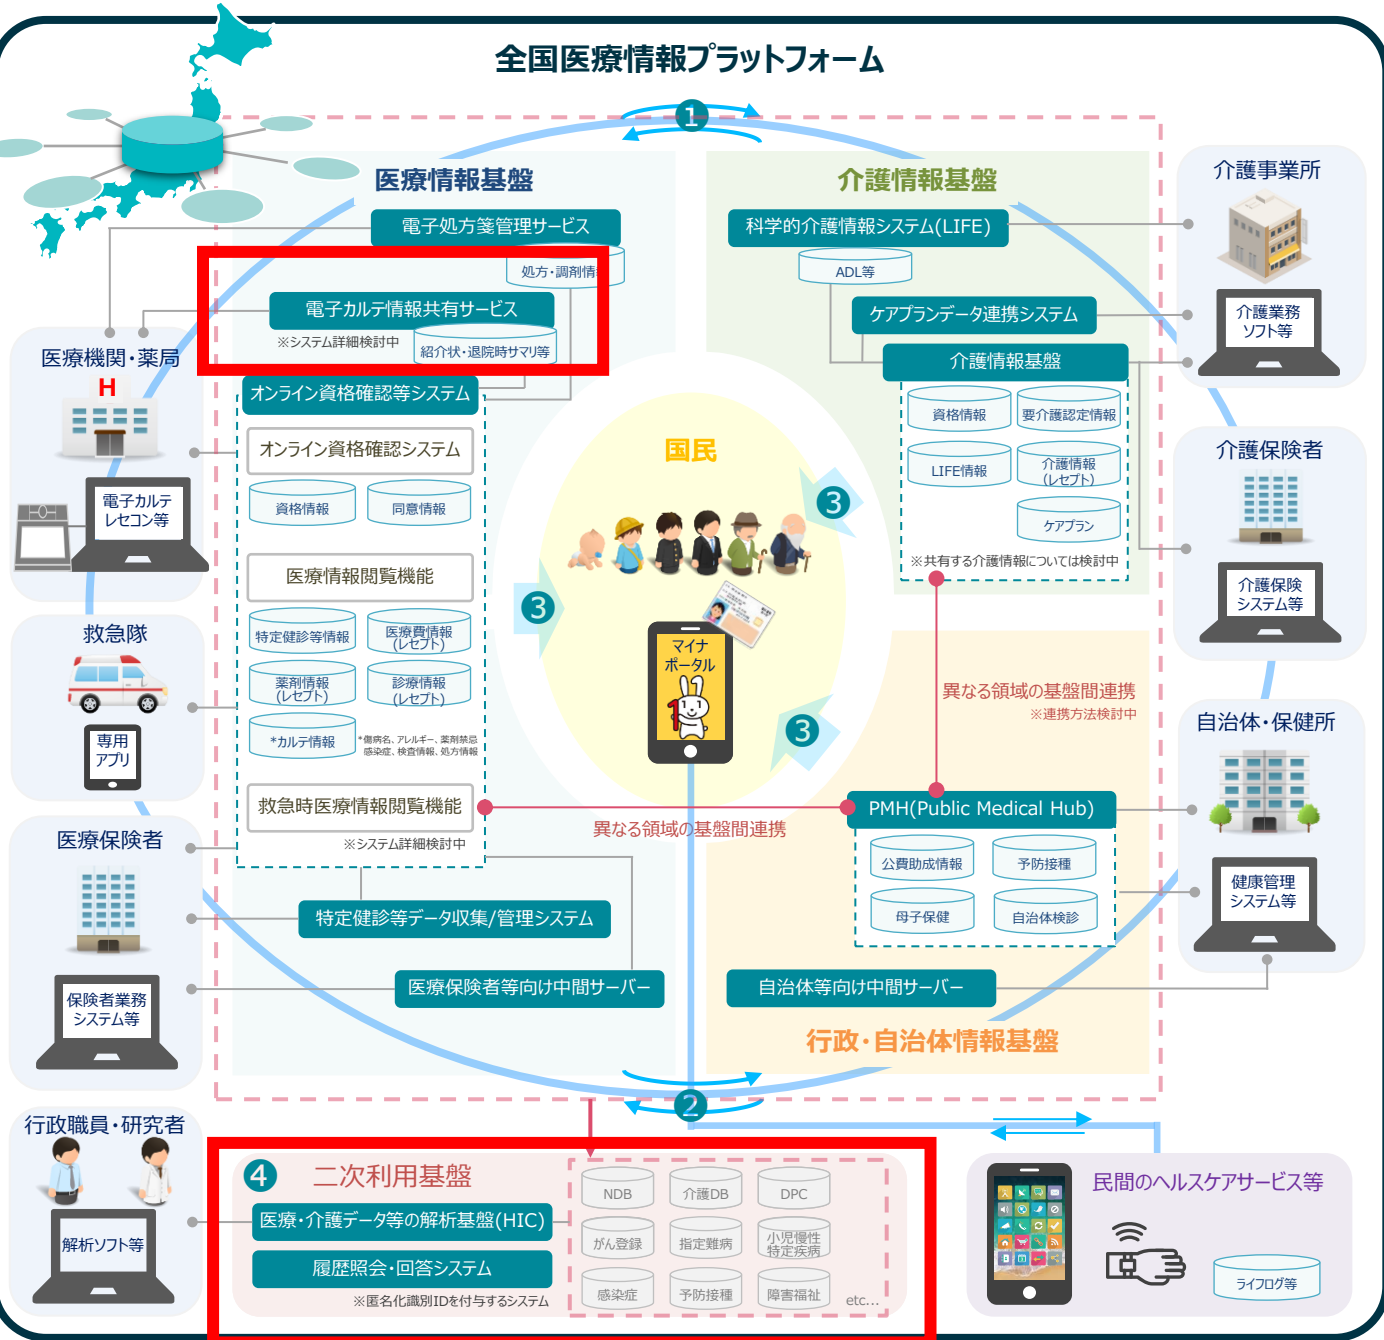 全国医療情報プラットフォーム
1
医療情報基盤
電子処方箋管理サービス
処方・調剤情
電子カルテ情報共有サービス
※システム詳細検討中
紹介状・退院時サマリ等
オンライン資格確認等システム
オンライン資格確認システム
資格情報
同意情報
医療情報閲覧機能
特定健診等情報
医療費情報
(レセプト)
薬剤情報
(レセプト)
診療情報
(レセプト)
*カルテ情報
*傷病名、アレルギー、薬剤禁忌
感染症、検査情報、処方情報
救急時医療情報閲覧機能
※システム詳細検討中
特定健診等データ収集/管理システム
医療保険者等向け中間サーバー
介護情報基盤
科学的介護情報システム(LIFE)
ADL等
ケアプランデータ連携システム
介護情報基盤
資格情報
要介護認定情報
LIFE情報
介護情報
(レセプト)
ケアプラン
※共有する介護情報については検討中
国民
3
3
3
マイナ
ポータル
1
異なる領域の基盤間連携
※連携方法検討中
異なる領域の基盤間連携
PMH(Public Medical Hub)
公費助成情報
予防接種
母子保健
自治体検診
自治体等向け中間サーバー
行政・自治体情報基盤
2
医療機関・薬局
H
電子カルテ
レセコン等
救急隊
専用
アプリ
医療保険者
保険者業務
システム等
行政職員・研究者
解析ソフト等
介護事業所
介護業務
ソフト等
介護保険者
介護保険
システム等
自治体・保健所
健康管理
システム等
4
二次利用基盤
医療・介護データ等の解析基盤(HIC)
履歴照会・回答システム
※匿名化識別IDを付与するシステム
NDB
介護DB
DPC
がん登録
指定難病
小児慢性
特定疾病
感染症
予防接種
障害福祉
etc...
民間のヘルスケアサービス等
ライフログ等